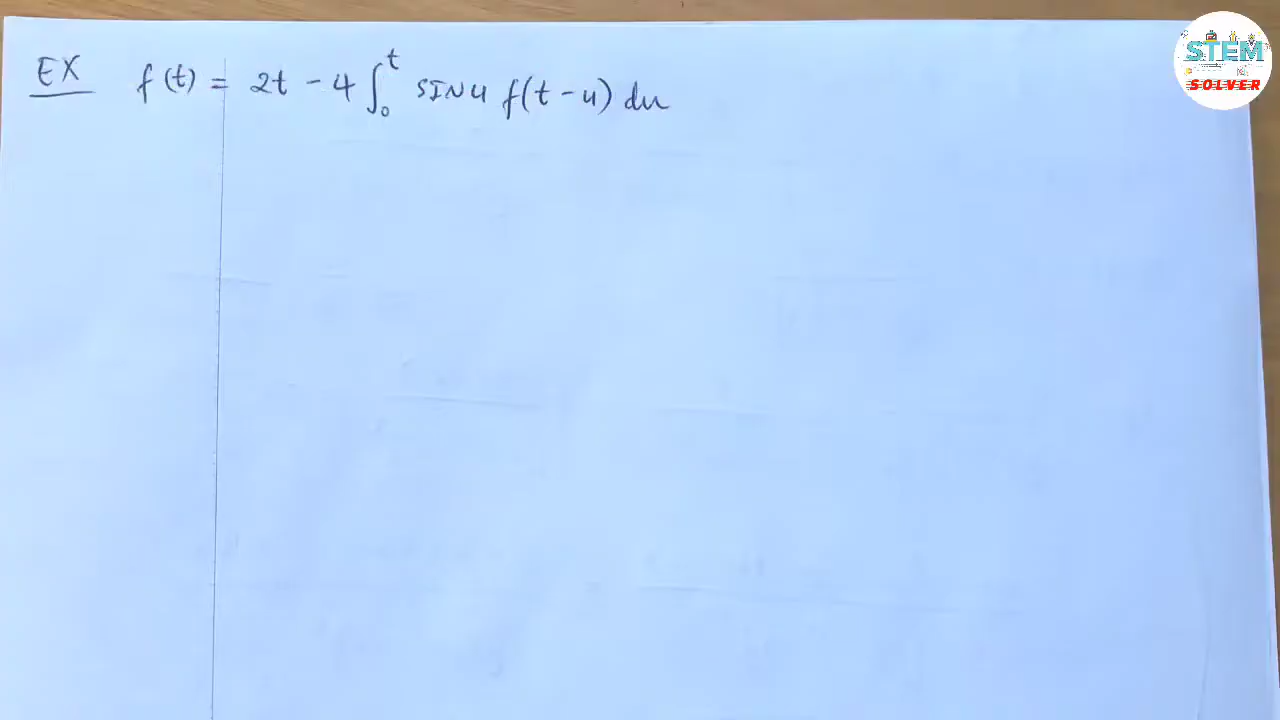 EX f(t) = 2t - 4 ∫₀ᵗ SIN u f(t - u) du
STEM
SOLVER